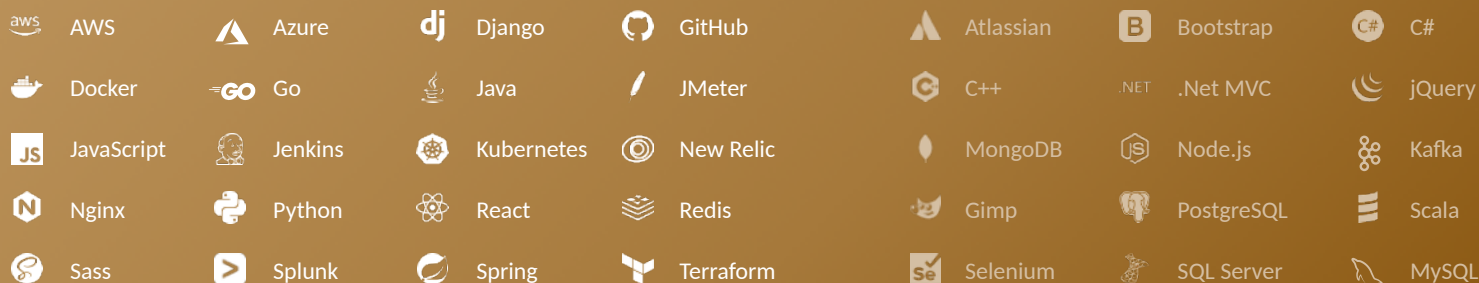 aws AWS Azure dj Django GitHub Atlassian B Bootstrap C# C#
Docker GO Go Java JMeter C C++ .NET .Net MVC jQuery
JS JavaScript Jenkins Kubernetes New Relic MongoDB JS Node.js Kafka
N Nginx Python React Redis Gimp PostgreSQL Scala
S Sass > Splunk Spring Terraform Se Selenium SQL Server MySQL